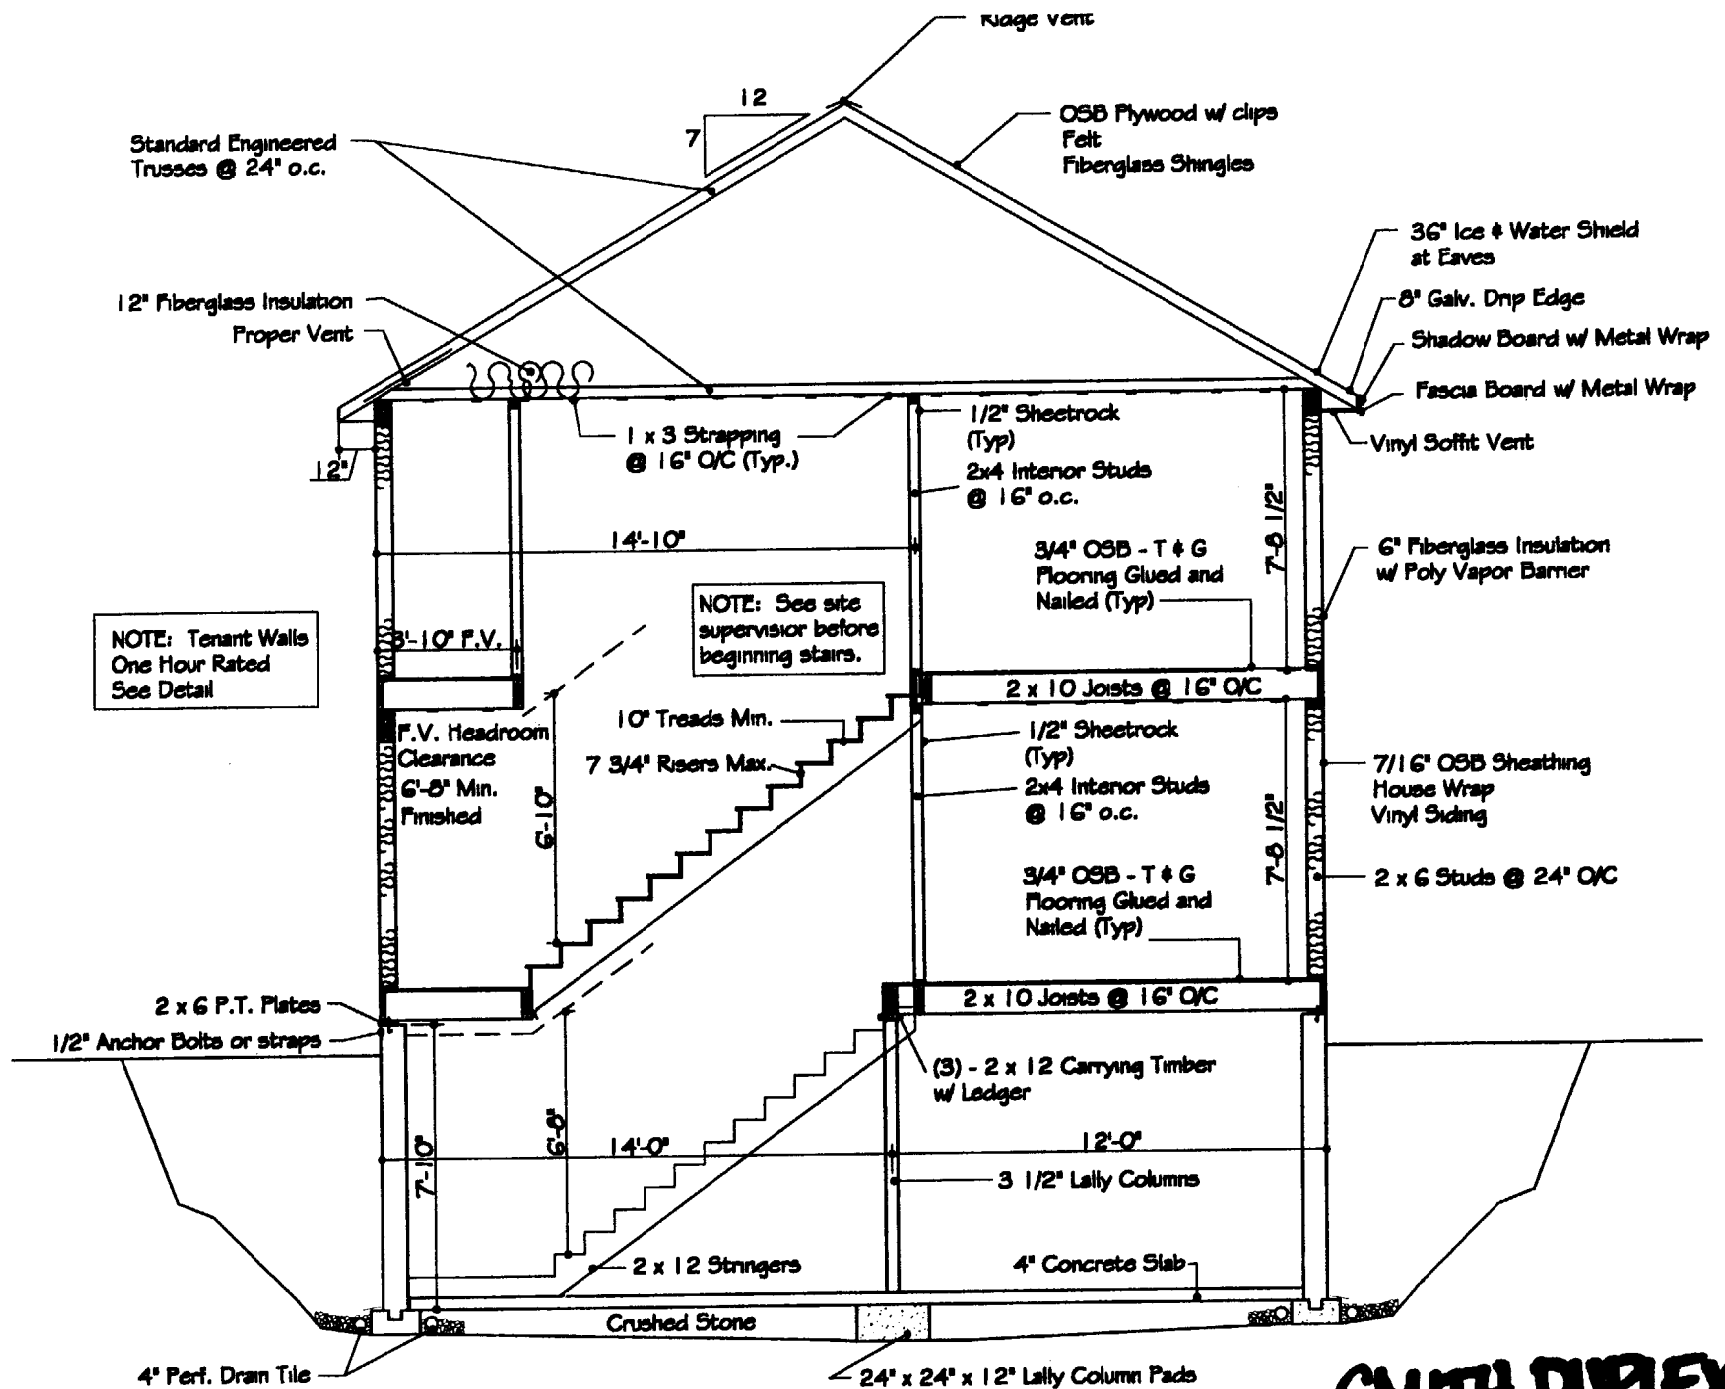 Ridge Vent
12
7
OSB Plywood w/ clips
Felt
Fiberglass Shingles
Standard Engineered
Trusses @ 24" o.c.
36" Ice & Water Shield
at Eaves
12" Fiberglass Insulation
8" Galv. Drip Edge
Proper Vent
Shadow Board w/ Metal Wrap
Fascia Board w/ Metal Wrap
1/2" Sheetrock
(Typ)
1 x 3 Strapping
@ 16" O/C (Typ.)
Vinyl Soffit Vent
12"
2x4 Interior Studs
@ 16" o.c.
7'-8 1/2"
14'-10"
3/4" OSB - T & G
Flooring Glued and
Nailed (Typ)
6" Fiberglass Insulation
w/ Poly Vapor Barrier
NOTE: See site
supervisor before
beginning stairs.
NOTE: Tenant Walls
One Hour Rated
See Detail
3'-10" F.V.
2 x 10 Joists @ 16" O/C
10" Treads Min.
F.V. Headroom
Clearance
6'-8" Min.
Finished
1/2" Sheetrock
(Typ)
7 3/4" Risers Max.
7/16" OSB Sheathing
House Wrap
Vinyl Siding
2x4 Interior Studs
@ 16" o.c.
6'-10"
7'-8 1/2"
3/4" OSB - T & G
Flooring Glued and
Nailed (Typ)
2 x 6 Studs @ 24" O/C
2 x 6 P.T. Plates
2 x 10 Joists @ 16" O/C
1/2" Anchor Bolts or straps
(3) - 2 x 12 Carrying Timber
w/ Ledger
6'-8"
14'-0"
12'-0"
7'-10"
3 1/2" Lally Columns
2 x 12 Stringers
4" Concrete Slab
Crushed Stone
4" Perf. Drain Tile
24" x 24" x 12" Lally Column Pads
SMITH DUPLEX